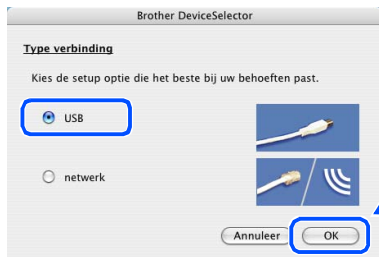 Brother DeviceSelector
Type verbinding
Kies de setup optie die het beste bij uw behoeften past.
USB
netwerk
Annuleer OK